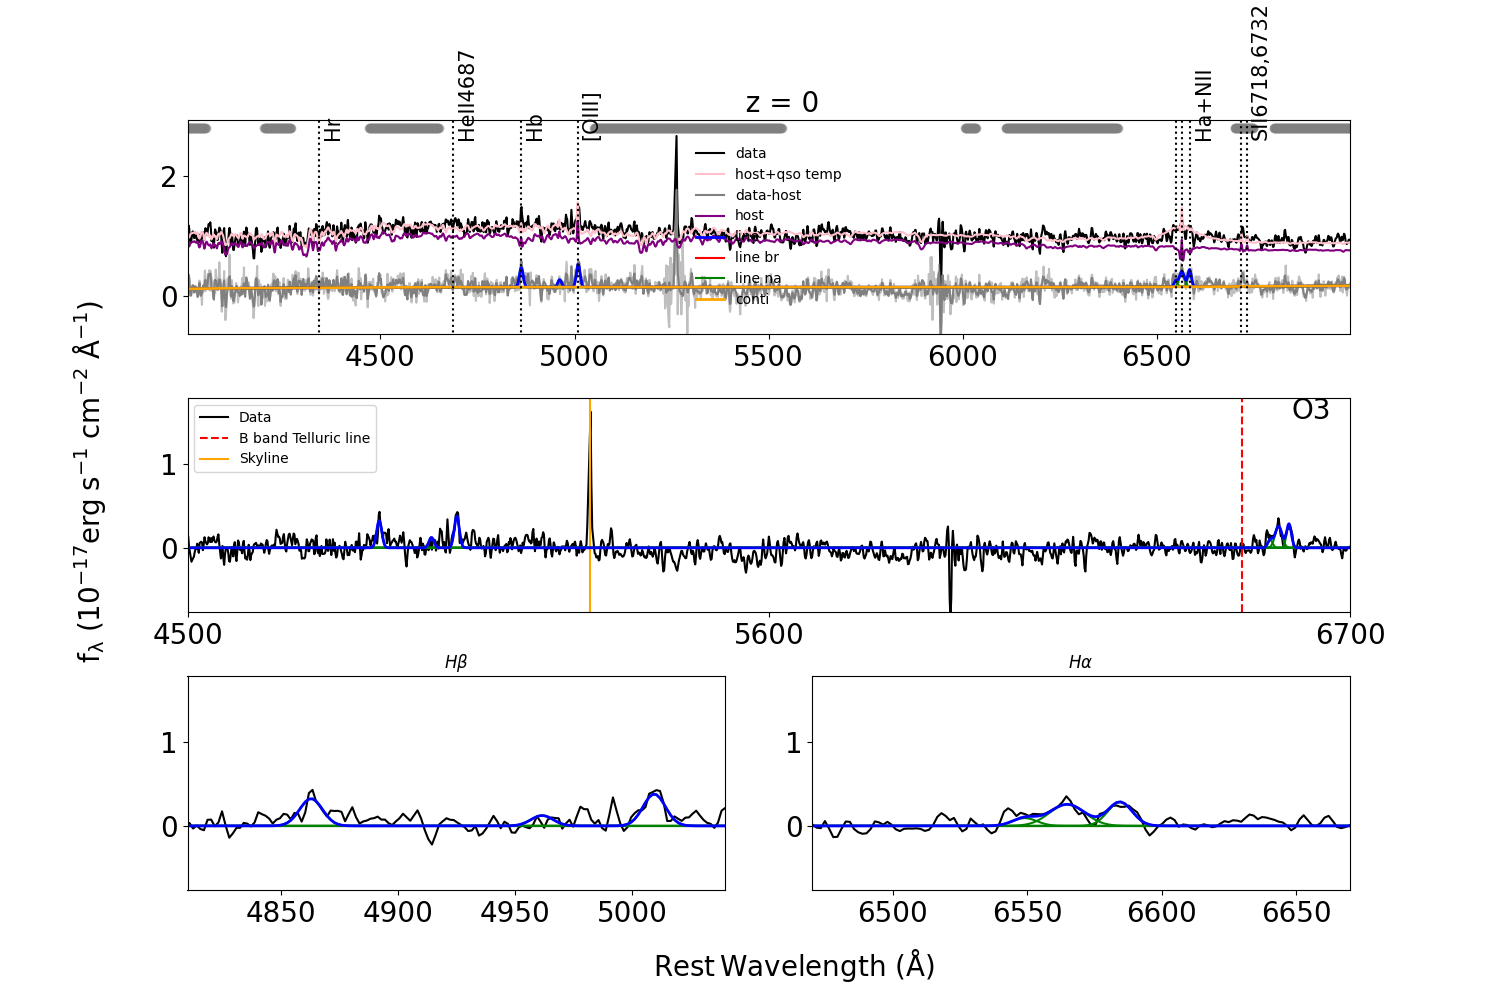 z = 0
Hr
HeII4687
Hb
[OIII]
Ha+NII
SII6718,6732
data
host+qso temp
data-host
host
line br
line na
conti
2
0
4500
5000
5500
6000
6500
fλ (10⁻¹⁷erg s⁻¹ cm⁻² Å⁻¹)
O3
Data
B band Telluric line
Skyline
1
0
4500
5600
6700
Hβ
1
0
4850
4900
4950
5000
Hα
1
0
6500
6550
6600
6650
Rest Wavelength (Å)